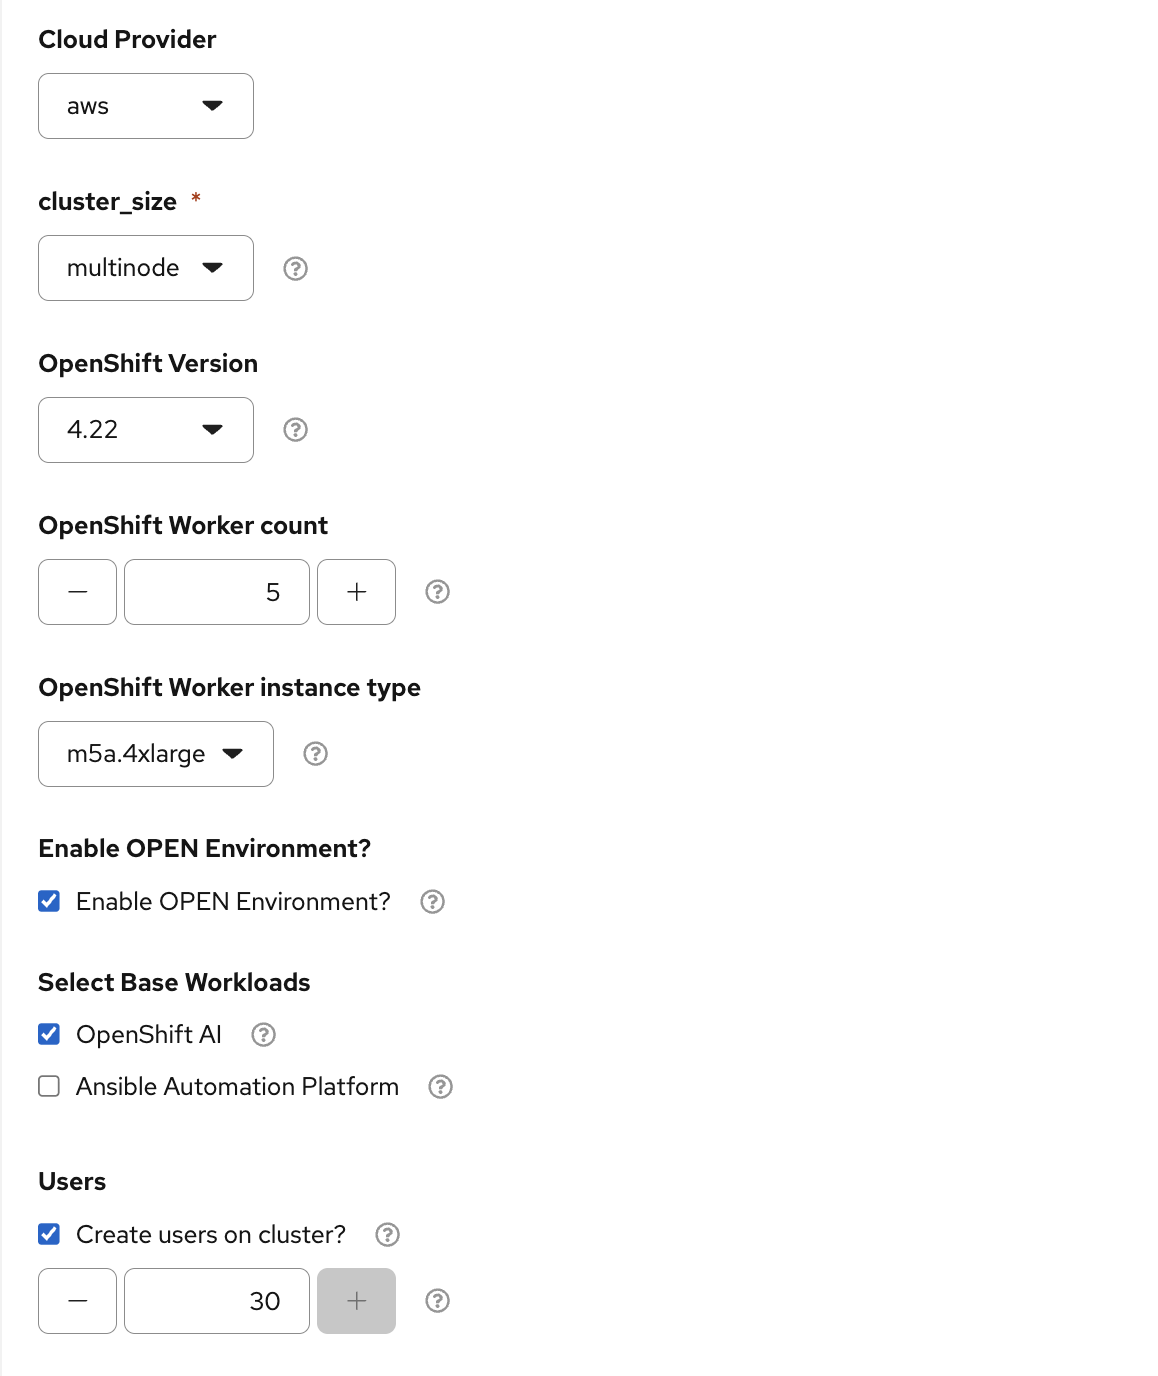 Cloud Provider
aws
cluster_size *
multinode
OpenShift Version
4.22
OpenShift Worker count
− 5 +
OpenShift Worker instance type
m5a.4xlarge
Enable OPEN Environment?
Enable OPEN Environment?
Select Base Workloads
OpenShift AI
Ansible Automation Platform
Users
Create users on cluster?
− 30 +